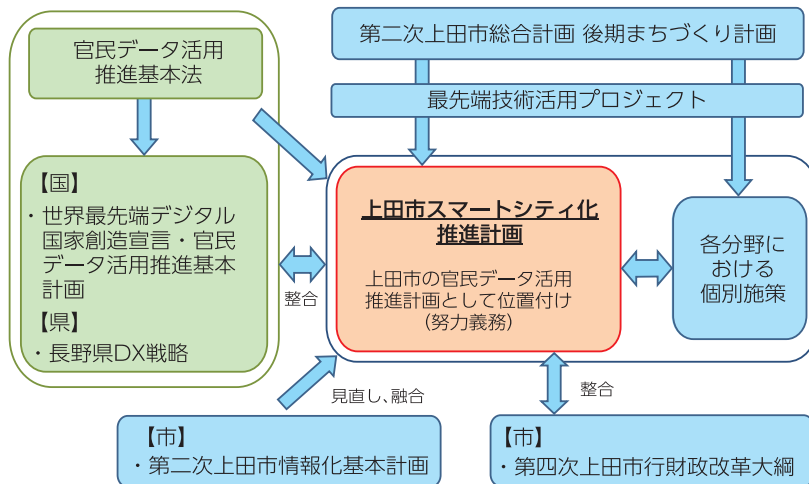 官民データ活用
推進基本法
第二次上田市総合計画 後期まちづくり計画
最先端技術活用プロジェクト
【国】
・世界最先端デジタル
国家創造宣言・官民
データ活用推進基本
計画
【県】
・長野県DX戦略
整合
上田市スマートシティ化
推進計画
上田市の官民データ活用
推進計画として位置付け
(努力義務)
各分野に
おける
個別施策
見直し、融合
整合
【市】
・第二次上田市情報化基本計画
【市】
・第四次上田市行財政改革大綱